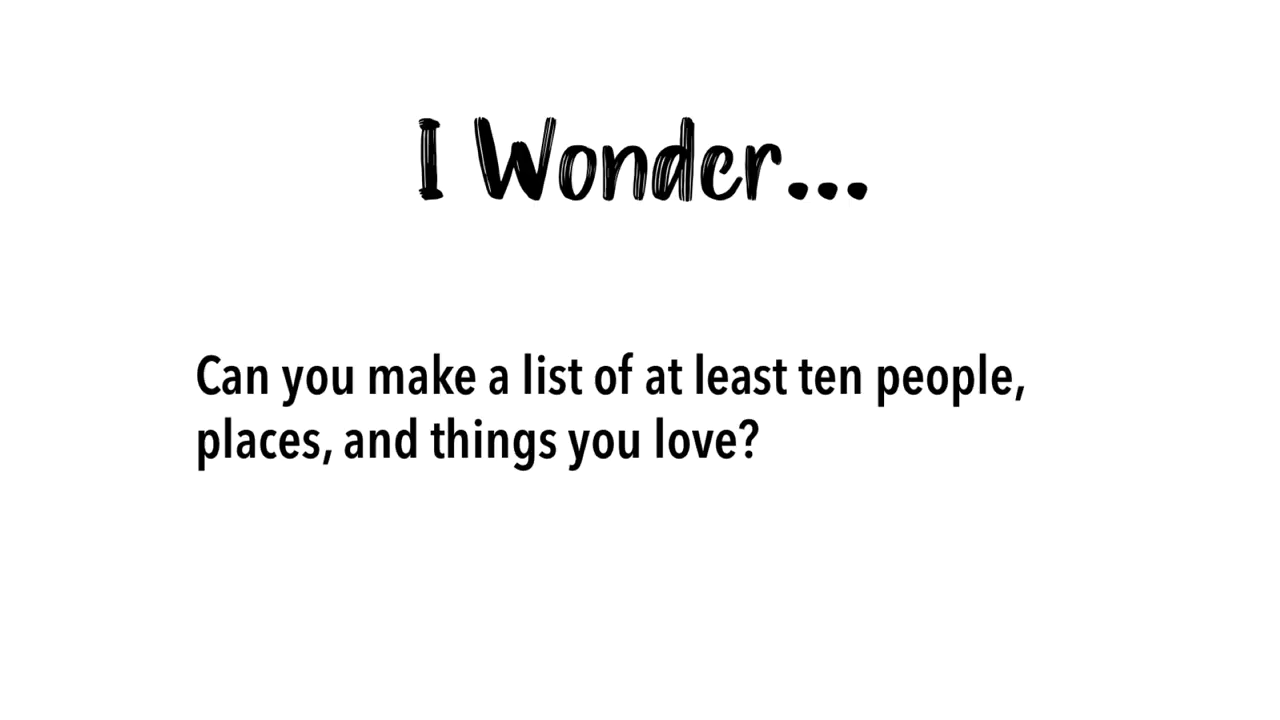 I Wonder...
Can you make a list of at least ten people,
places, and things you love?